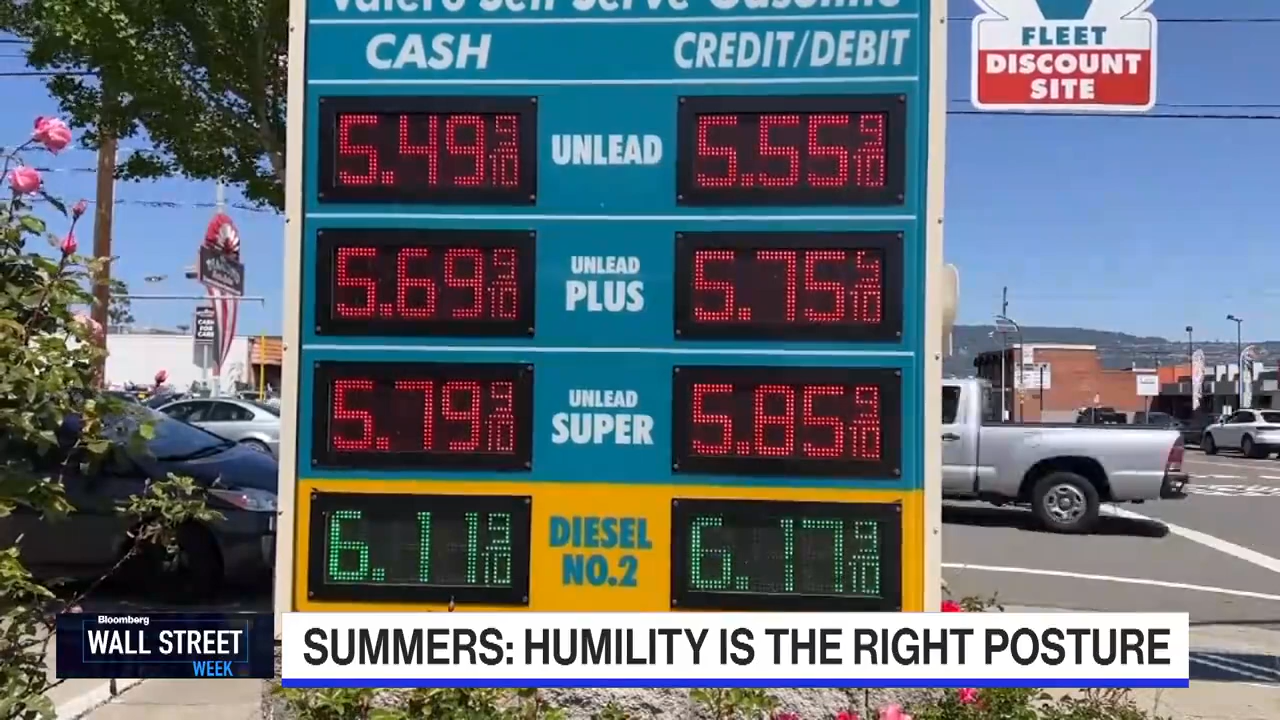 Valero Self Serve Gasoline
CASH CREDIT/DEBIT
5.49 9/10 UNLEAD 5.55 9/10
5.69 9/10 UNLEAD PLUS 5.75 9/10
5.79 9/10 UNLEAD SUPER 5.85 9/10
6.11 9/10 DIESEL NO.2 6.17 9/10
FLEET
DISCOUNT
SITE
CASH
FOR
CARS
Bloomberg
WALL STREET
WEEK
SUMMERS: HUMILITY IS THE RIGHT POSTURE